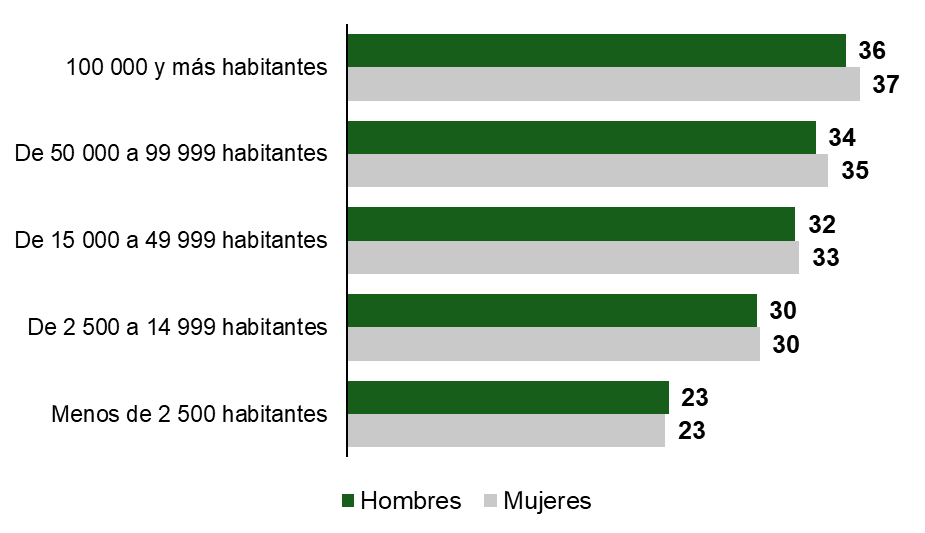 100 000 y más habitantes
36
37
De 50 000 a 99 999 habitantes
34
35
De 15 000 a 49 999 habitantes
32
33
De 2 500 a 14 999 habitantes
30
30
Menos de 2 500 habitantes
23
23
Hombres Mujeres